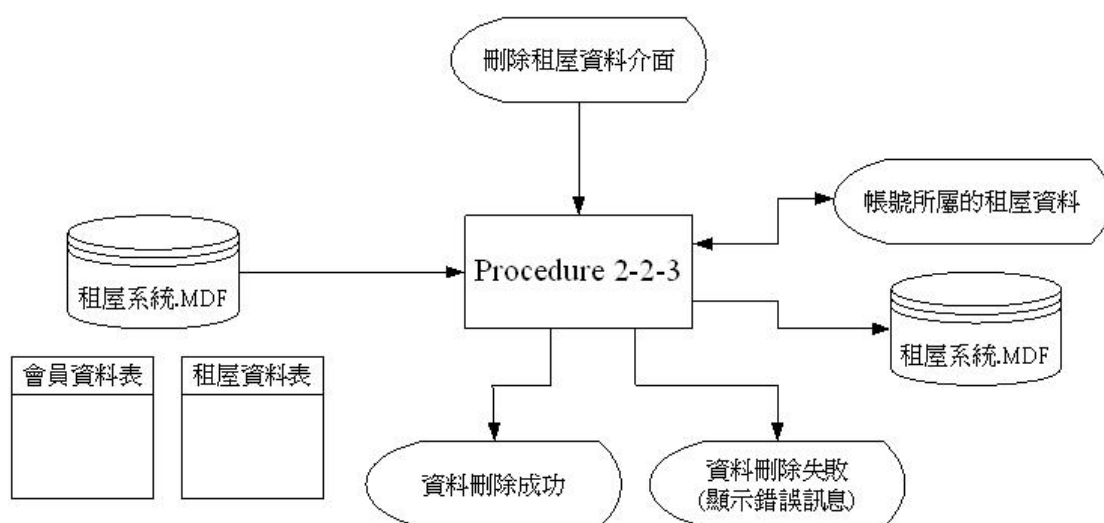 刪除租屋資料介面
帳號所屬的租屋資料
Procedure 2-2-3
租屋系統.MDF
租屋系統.MDF
會員資料表
租屋資料表
資料刪除成功
資料刪除失敗
(顯示錯誤訊息)